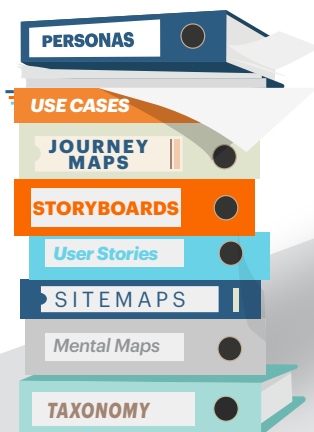 PERSONAS
USE CASES
JOURNEY
MAPS
STORYBOARDS
User Stories
SITEMAPS
Mental Maps
TAXONOMY